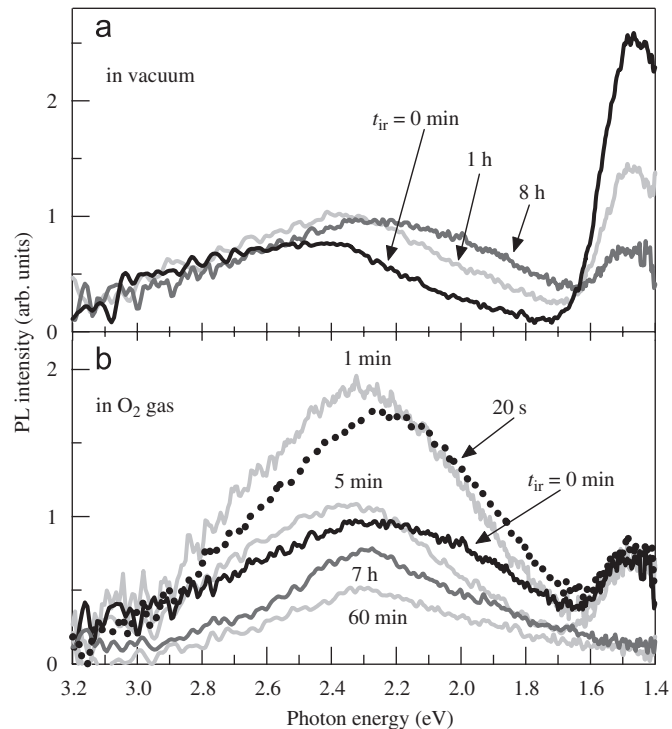 a
in vacuum
t_ir = 0 min
1 h
8 h
2
1
0
PL intensity (arb. units)
b
in O₂ gas
1 min
20 s
5 min
t_ir = 0 min
7 h
60 min
2
1
0
3.2 3.0 2.8 2.6 2.4 2.2 2.0 1.8 1.6 1.4
Photon energy (eV)